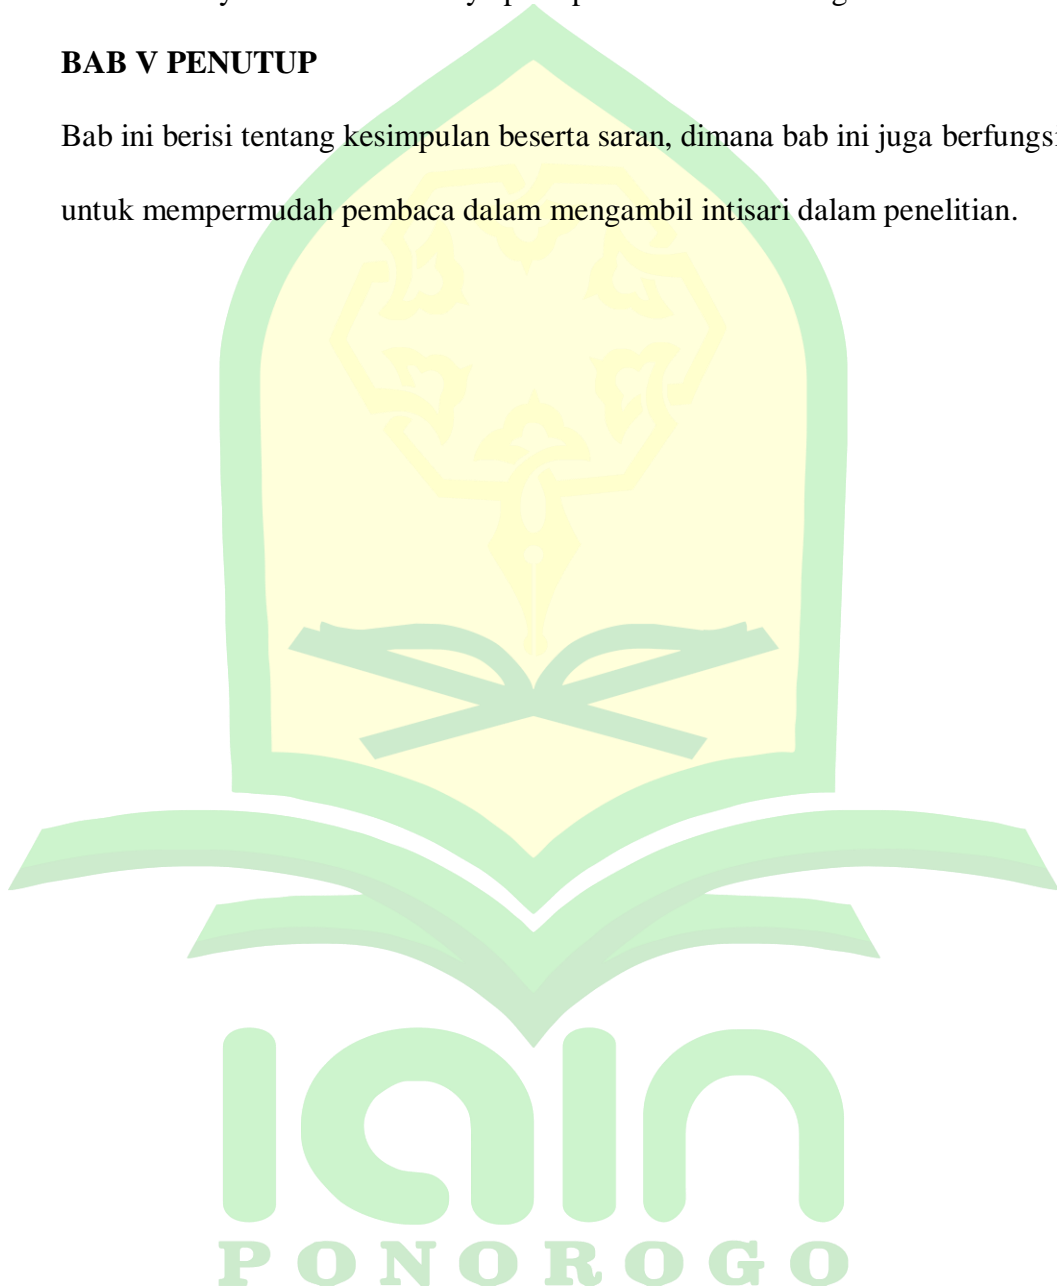 BAB V PENUTUP
Bab ini berisi tentang kesimpulan beserta saran, dimana bab ini juga berfungsi
untuk mempermudah pembaca dalam mengambil intisari dalam penelitian.
iain
PONOROGO